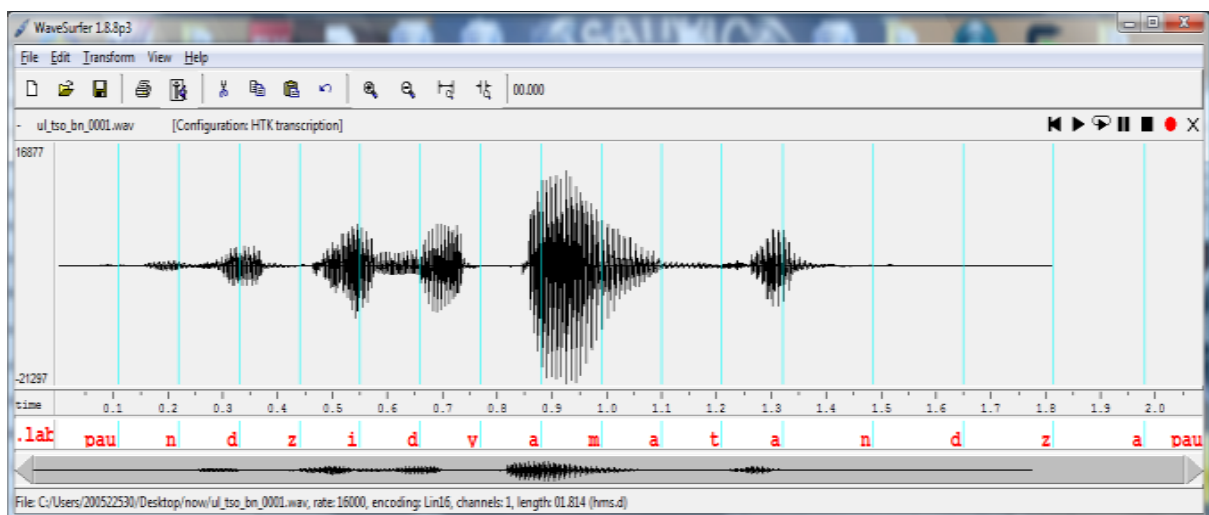 WaveSurfer 1.8.8p3
File Edit Transform View Help
00.000
- ul_tso_bn_0001.wav [Configuration: HTK transcription] X
16877
-21297
time 0.1 0.2 0.3 0.4 0.5 0.6 0.7 0.8 0.9 1.0 1.1 1.2 1.3 1.4 1.5 1.6 1.7 1.8 1.9 2.0
.lab pau n d z i d y a m a t a n d z a pau
File: C:/Users/200522530/Desktop/now/ul_tso_bn_0001.wav, rate: 16000, encoding: Lin16, channels: 1, length: 01.814 (hms.d)